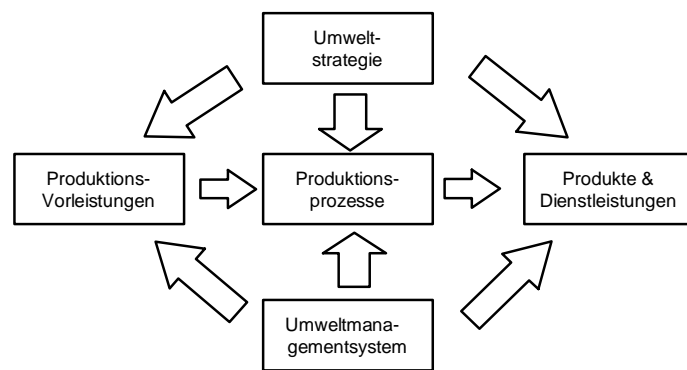 Umwelt-
strategie
Produktions-
Vorleistungen
Produktions-
prozesse
Produkte &
Dienstleistungen
Umweltmana-
gementsystem